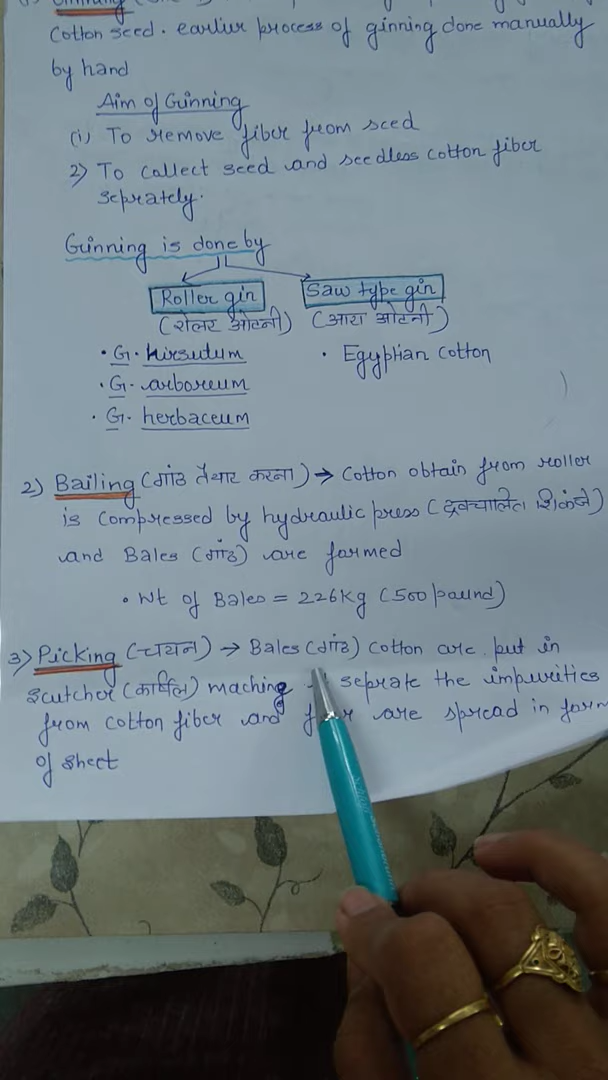 Cotton seed. earlier process of ginning done manually
by hand
Aim of Ginning
(i) To remove fiber from seed
2) To collect seed and seedless cotton fiber
seprately.
Ginning is done by
Roller gin Saw type gin
(रोलर ओटनी) (आरा ओटनी)
• G. hirsutum • Egyptian cotton
• G. arboreum
• G. herbaceum
2) Bailing (गांठ तैयार करना) → Cotton obtain from roller
is compressed by hydraulic press (द्रवचालित शिकंजे)
and Bales (गांठ) are formed
• Wt of Bales = 226Kg (500 paund)
3) Picking (चयन) → Bales (गांठ) Cotton are put in
Scutcher maching seprate the impurities
from cotton fiber and are spread in form
of sheet